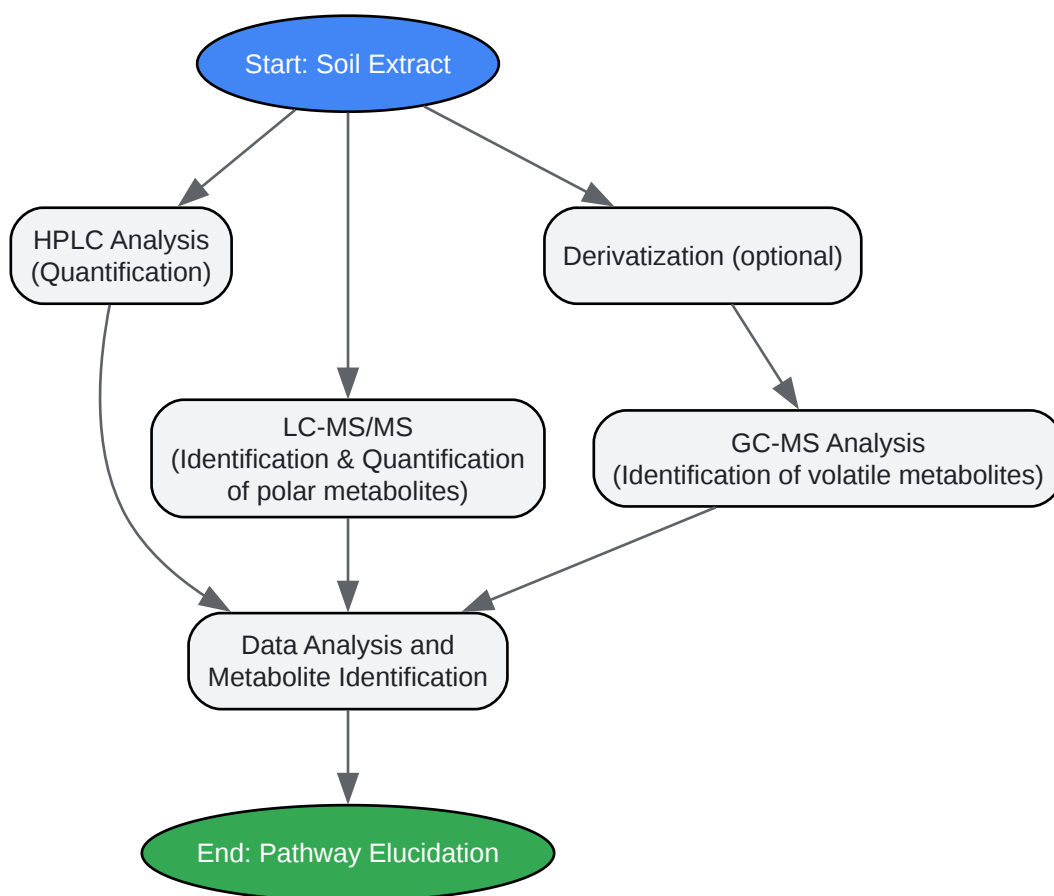 Start: Soil Extract
HPLC Analysis
(Quantification)
Derivatization (optional)
LC-MS/MS
(Identification & Quantification
of polar metabolites)
GC-MS Analysis
(Identification of volatile metabolites)
Data Analysis and
Metabolite Identification
End: Pathway Elucidation